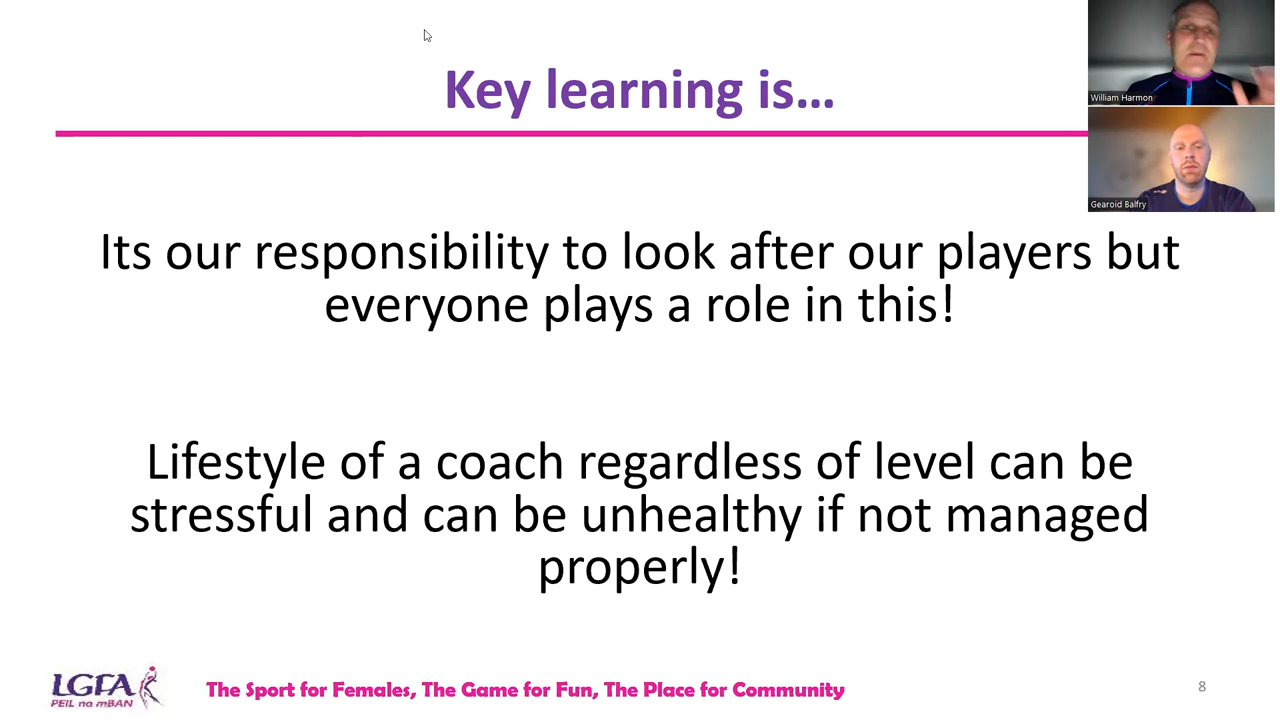 Key learning is...
William Harmon
Gearoid Balfry
Its our responsibility to look after our players but
everyone plays a role in this!
Lifestyle of a coach regardless of level can be
stressful and can be unhealthy if not managed
properly!
LGFA
PEIL na mBAN
The Sport for Females, The Game for Fun, The Place for Community
8